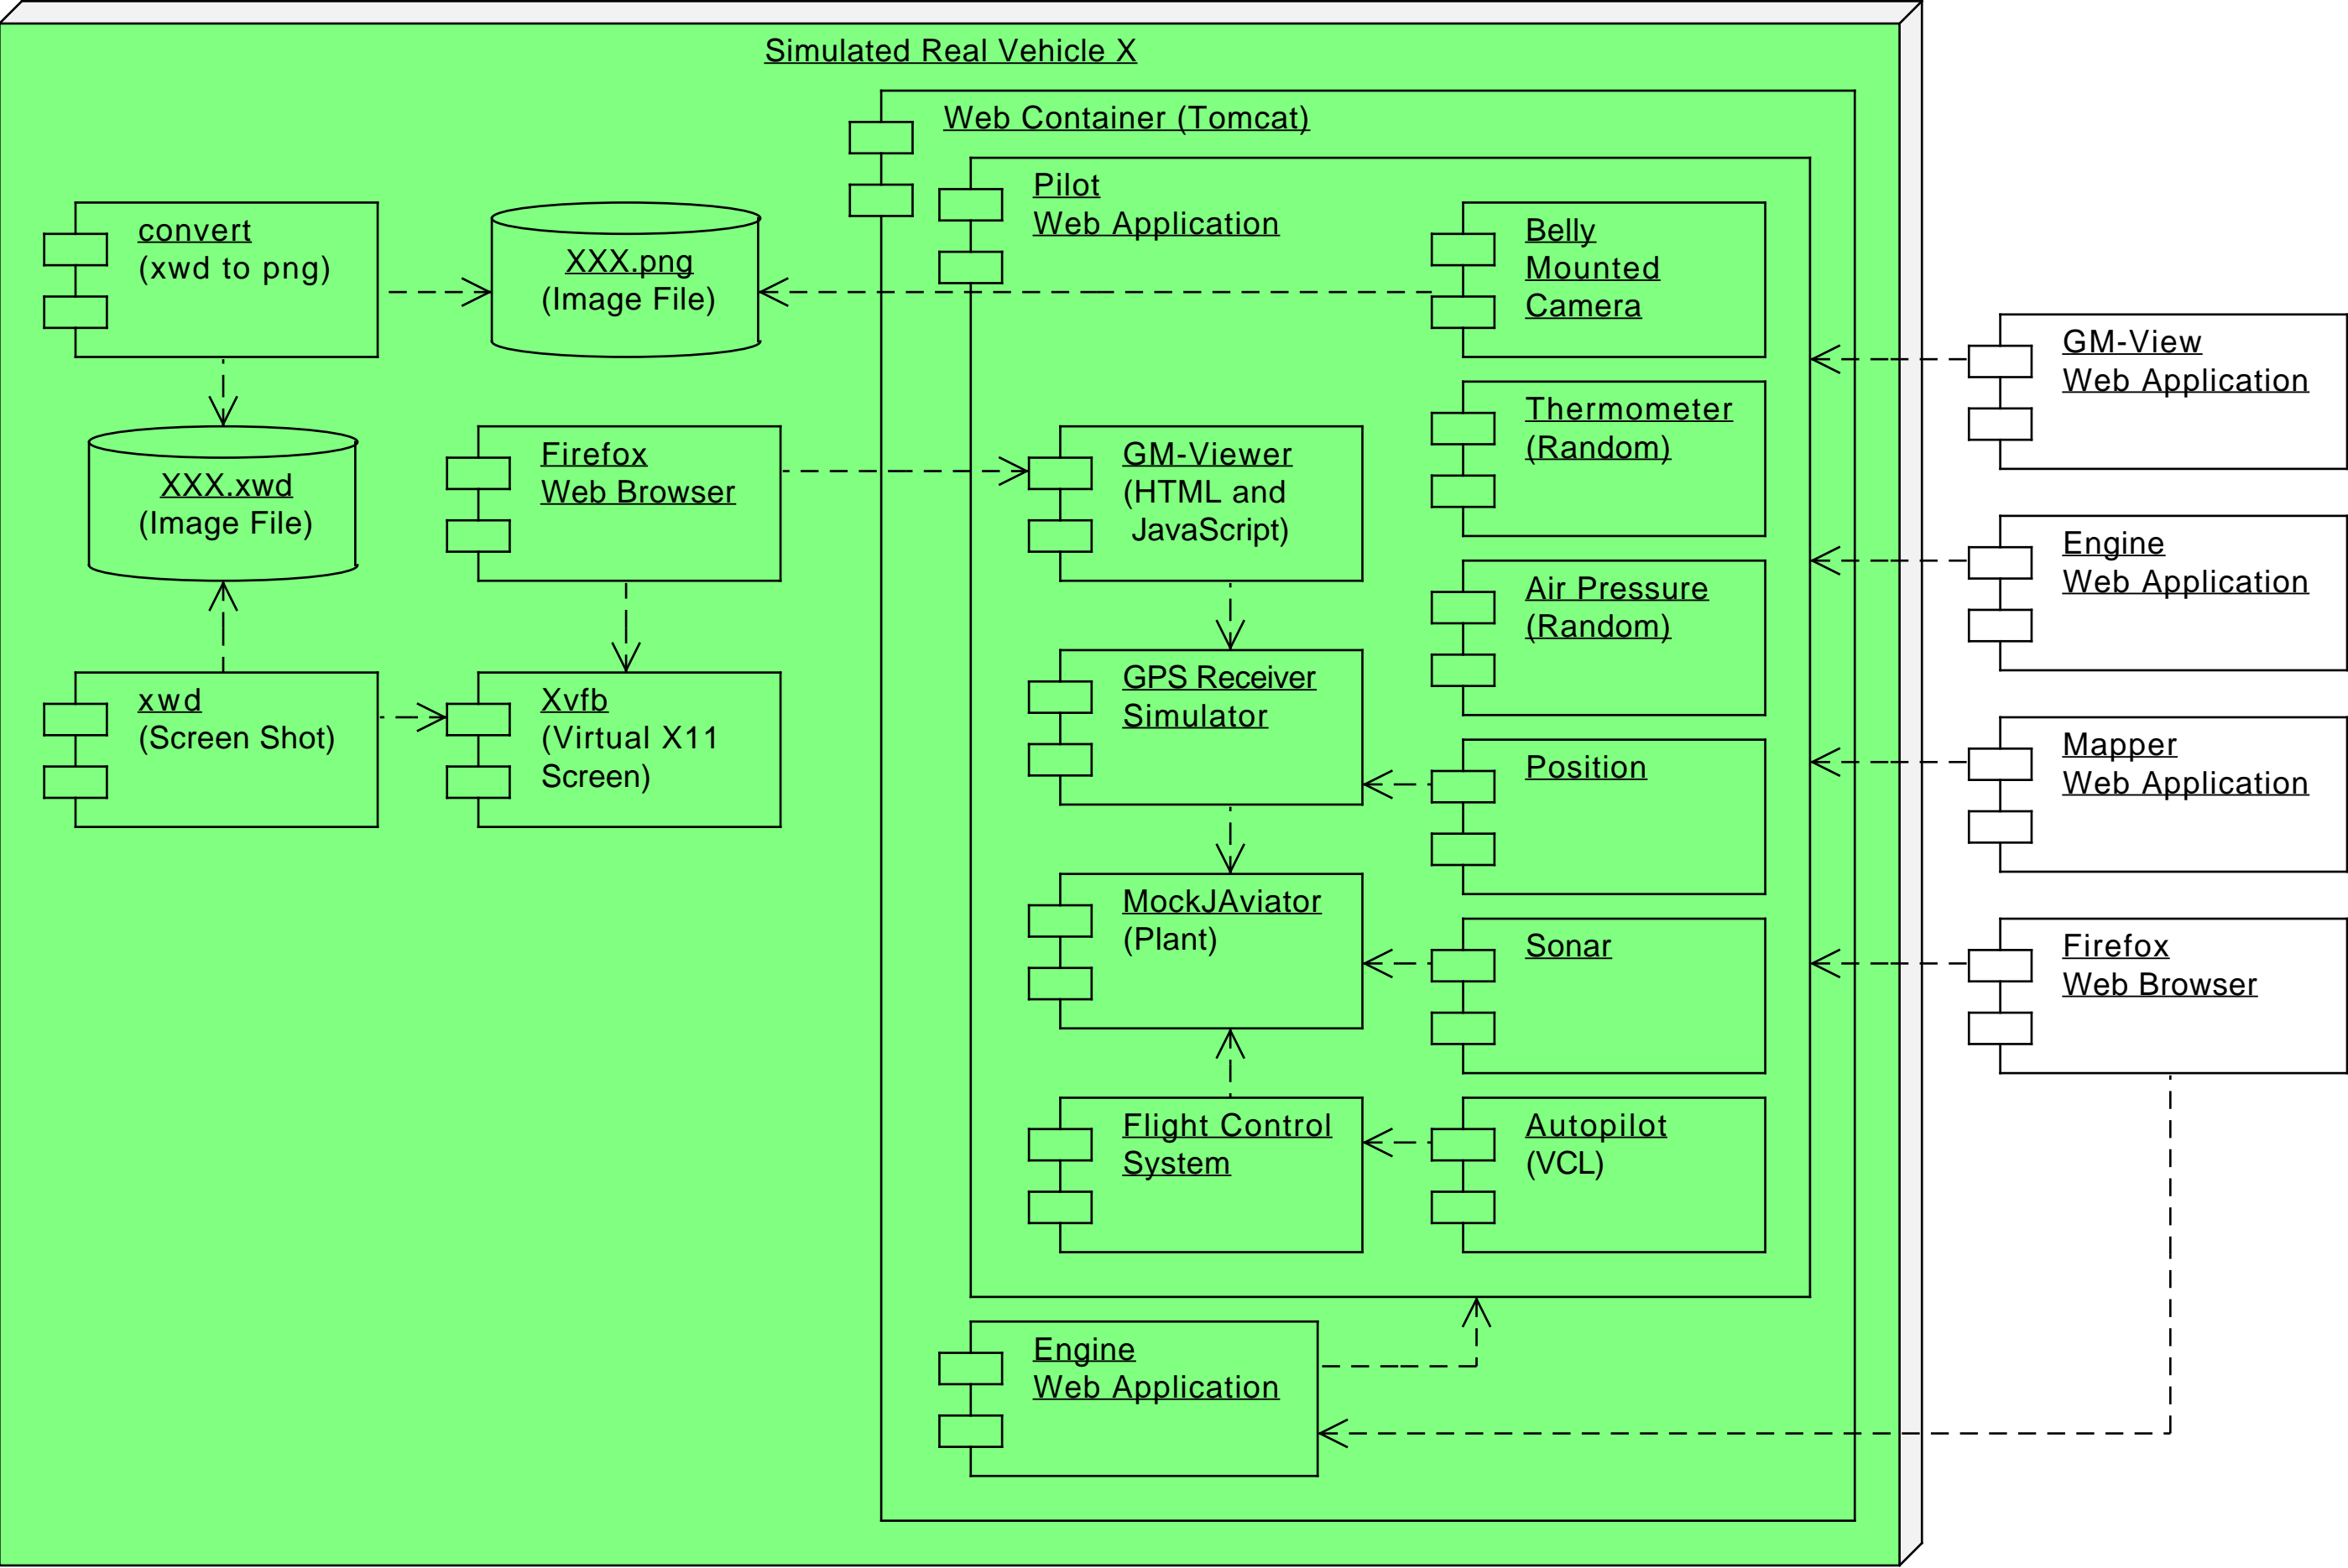 Simulated Real Vehicle X
Web Container (Tomcat)
Pilot
Web Application
convert
(xwd to png)
XXX.png
(Image File)
Belly
Mounted
Camera
GM-View
Web Application
Thermometer
(Random)
XXX.xwd
(Image File)
Firefox
Web Browser
GM-Viewer
(HTML and
JavaScript)
Engine
Web Application
Air Pressure
(Random)
xwd
(Screen Shot)
Xvfb
(Virtual X11
Screen)
GPS Receiver
Simulator
Position
Mapper
Web Application
MockJAviator
(Plant)
Sonar
Firefox
Web Browser
Flight Control
System
Autopilot
(VCL)
Engine
Web Application